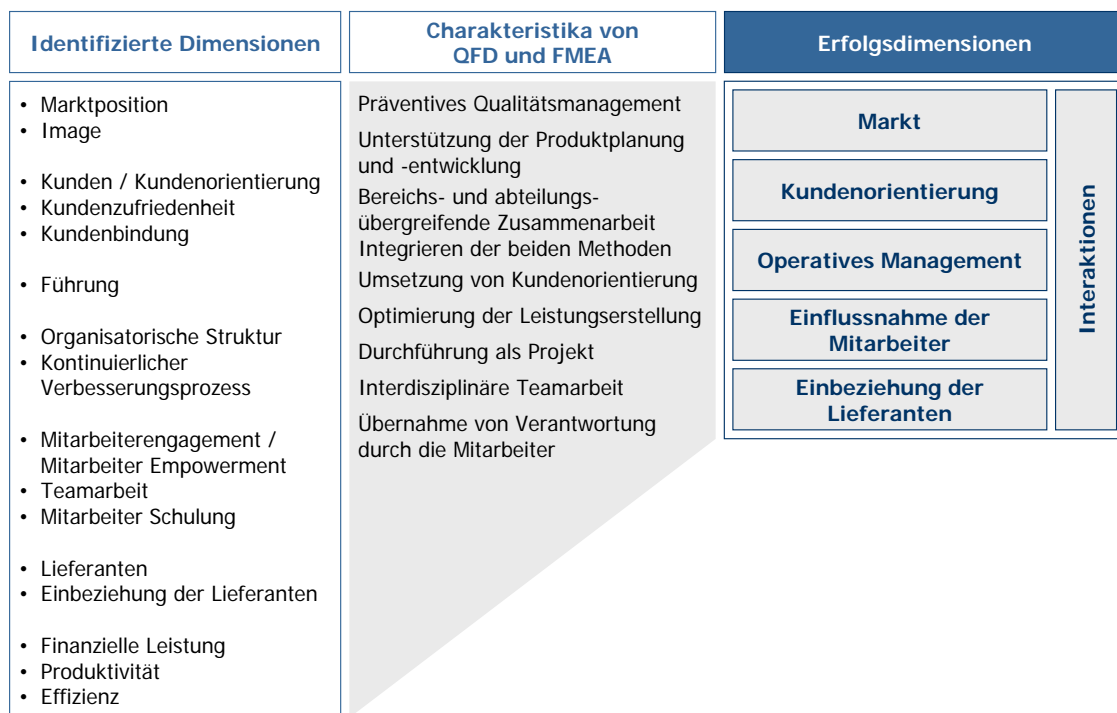 Identifizierte Dimensionen
• Marktposition
• Image
• Kunden / Kundenorientierung
• Kundenzufriedenheit
• Kundenbindung
• Führung
• Organisatorische Struktur
• Kontinuierlicher
Verbesserungsprozess
• Mitarbeiterengagement /
Mitarbeiter Empowerment
• Teamarbeit
• Mitarbeiter Schulung
• Lieferanten
• Einbeziehung der Lieferanten
• Finanzielle Leistung
• Produktivität
• Effizienz
Charakteristika von
QFD und FMEA
Präventives Qualitätsmanagement
Unterstützung der Produktplanung
und -entwicklung
Bereichs- und abteilungs-
übergreifende Zusammenarbeit
Integrieren der beiden Methoden
Umsetzung von Kundenorientierung
Optimierung der Leistungserstellung
Durchführung als Projekt
Interdisziplinäre Teamarbeit
Übernahme von Verantwortung
durch die Mitarbeiter
Erfolgsdimensionen
Markt
Kundenorientierung
Operatives Management
Einflussnahme der
Mitarbeiter
Einbeziehung der
Lieferanten
Interaktionen